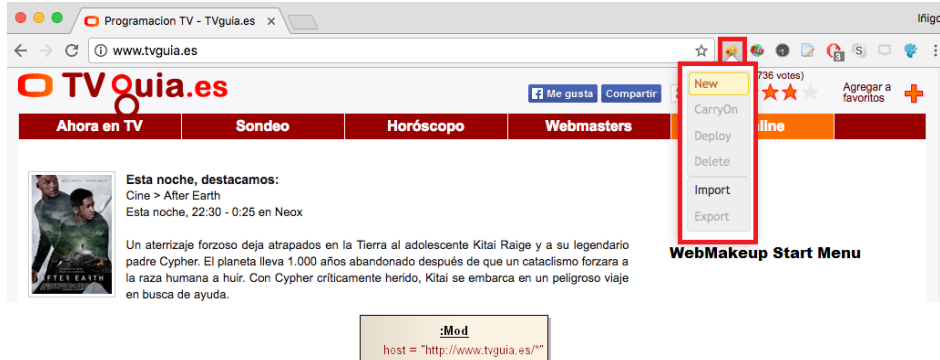 Programacion TV - TVguia.es
Iñigo
www.tvguia.es
TVguia.es
Me gusta Compartir
736 votes)
Agregar a
favoritos
Ahora en TV Sondeo Horóscopo Webmasters line
New
CarryOn
Deploy
Delete
Import
Export
WebMakeup Start Menu
Esta noche, destacamos:
Cine > After Earth
Esta noche, 22:30 - 0:25 en Neox
Un aterrizaje forzoso deja atrapados en la Tierra al adolescente Kitai Raige y a su legendario
padre Cypher. El planeta lleva 1.000 años abandonado después de que un cataclismo forzara a
la raza humana a huir. Con Cypher críticamente herido, Kitai se embarca en un peligroso viaje
en busca de ayuda.
AFTER EARTH
:Mod
host = "http://www.tvguia.es/*"